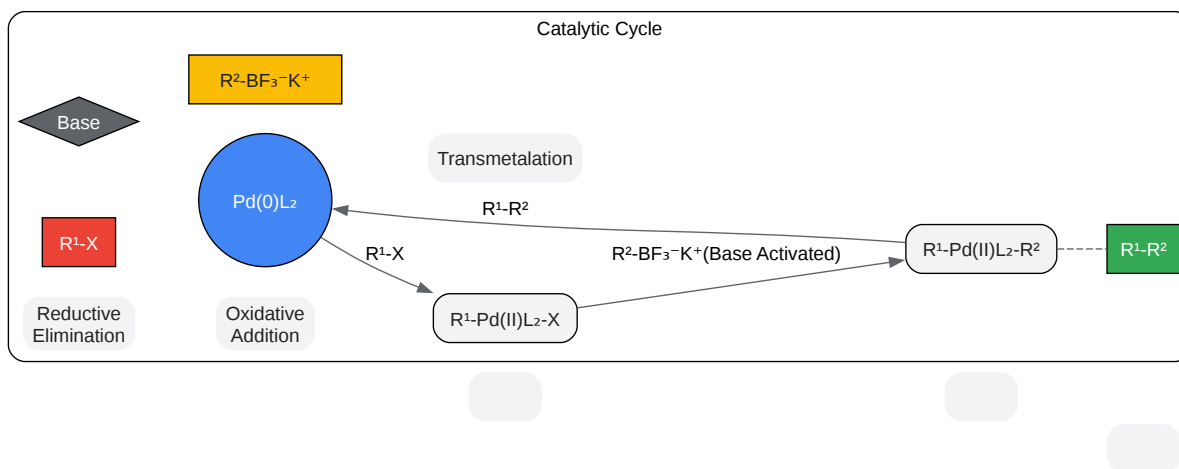 Catalytic Cycle
R²-BF₃⁻K⁺
Base
Transmetalation
Pd(0)L₂
R¹-R²
R¹-X
R¹-X
R²-BF₃⁻K⁺(Base Activated)
R¹-Pd(II)L₂-R²
R¹-R²
Reductive
Elimination
Oxidative
Addition
R¹-Pd(II)L₂-X